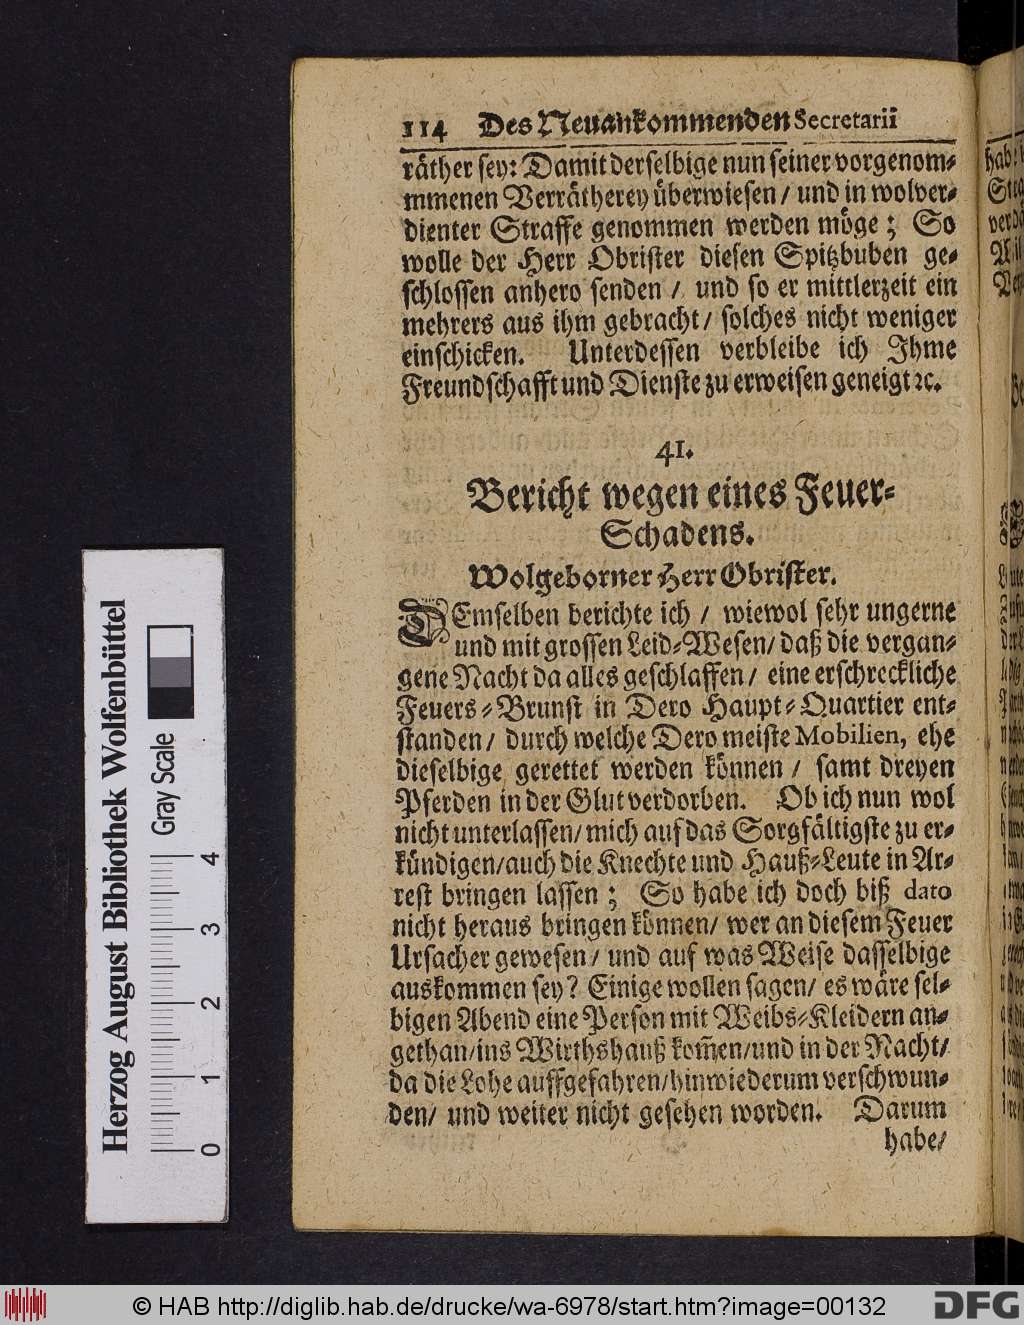 114 Des Neuankommenden Secretarii
räther sey: Damit derselbige nun seiner vorgenom-
mmenen Verrätherey überwiesen / und in wolver-
dienter Straffe genommen werden möge; So
wolle der Herr Obrister diesen Spitzbuben ge-
schlossen anhero senden / und so er mittlerzeit ein
mehrers aus ihm gebracht / solches nicht weniger
einschicken. Unterdessen verbleibe ich Ihme
Freundschafft und Dienste zu erweisen geneigt ꝛc.
41.
Bericht wegen eines Feuer-
Schadens.
Wolgeborner Herr Obrister.
DEmselben berichte ich / wiewol sehr ungerne
und mit grossen Leid-Wesen / daß die vergan-
gene Nacht da alles geschlaffen / eine erschreckliche
Feuers-Brunst in Dero Haupt-Quartier ent-
standen / durch welche Dero meiste Mobilien, ehe
dieselbige gerettet werden können / samt dreyen
Pferden in der Glut verdorben. Ob ich nun wol
nicht unterlassen / mich auf das Sorgfältigste zu er-
kündigen / auch die Knechte und Hauß-Leute in Ar-
rest bringen lassen; So habe ich doch biß dato
nicht heraus bringen können / wer an diesem Feuer
Ursacher gewesen / und auf was Weise dasselbige
auskommen sey? Einige wollen sagen / es wäre sel-
bigen Abend eine Person mit Weibs-Kleidern an-
gethan / ins Wirthshauß kom̃en / und in der Nacht /
da die Lohe auffgefahren / hinwiederum verschwun-
den / und weiter nicht gesehen worden. Darum
habe /
Herzog August Bibliothek Wolfenbüttel
Gray Scale
0 1 2 3 4
© HAB http://diglib.hab.de/drucke/wa-6978/start.htm?image=00132
DFG